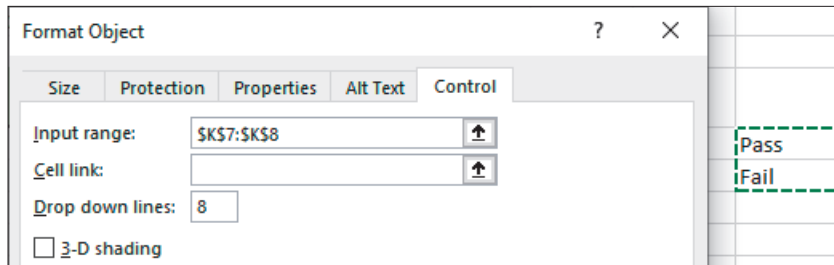 Format Object ? ×
Size Protection Properties Alt Text Control
Input range: $K$7:$K$8
Pass
Cell link:
Fail
Drop down lines: 8
3-D shading